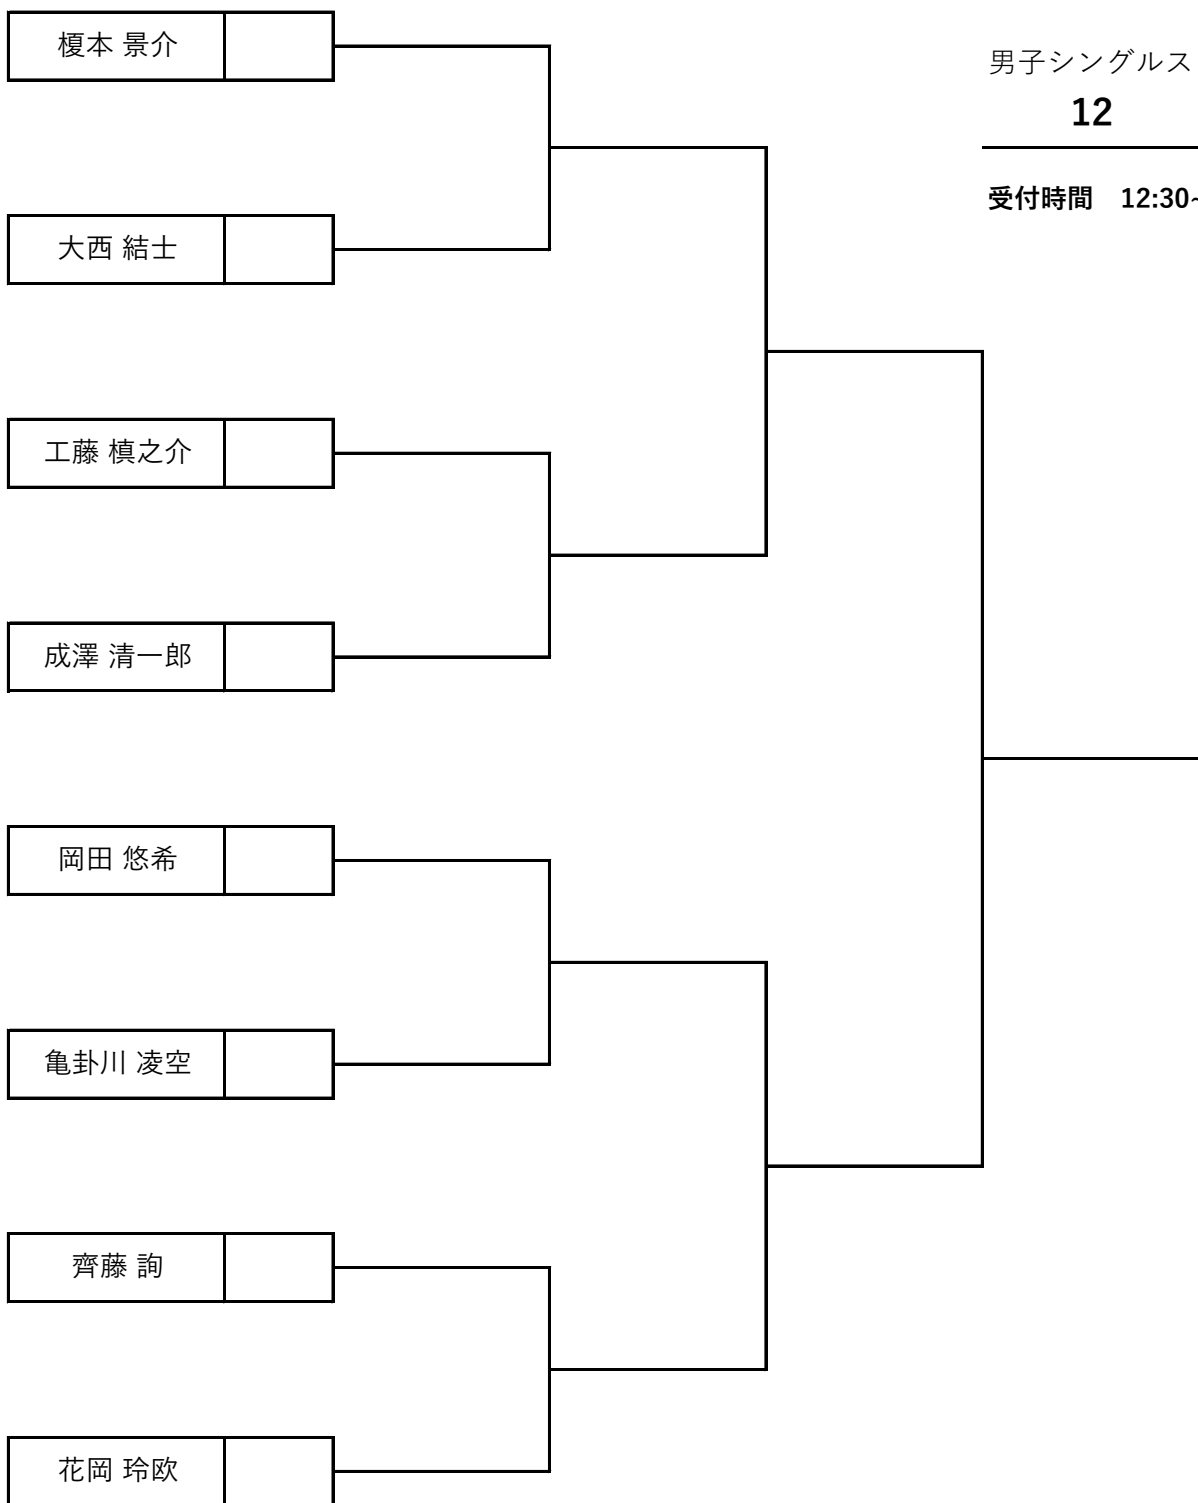 榎本 景介
男子シングルス
12
受付時間　12:30~
大西 結士
工藤 槙之介
成澤 清一郎
岡田 悠希
亀卦川 凌空
齊藤 詢
花岡 玲欧